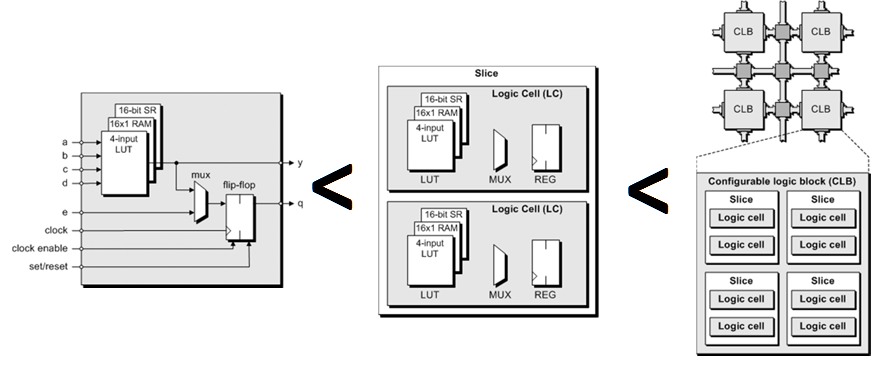 16-bit SR
16x1 RAM
4-input
LUT
a
b
c
d
e
clock
clock enable
set/reset
mux
flip-flop
y
q
<
Slice
Logic Cell (LC)
16-bit SR
16x1 RAM
4-input
LUT
LUT
MUX
REG
Logic Cell (LC)
16-bit SR
16x1 RAM
4-input
LUT
LUT
MUX
REG
<
CLB
CLB
CLB
CLB
Configurable logic block (CLB)
Slice
Logic cell
Logic cell
Slice
Logic cell
Logic cell
Slice
Logic cell
Logic cell
Slice
Logic cell
Logic cell